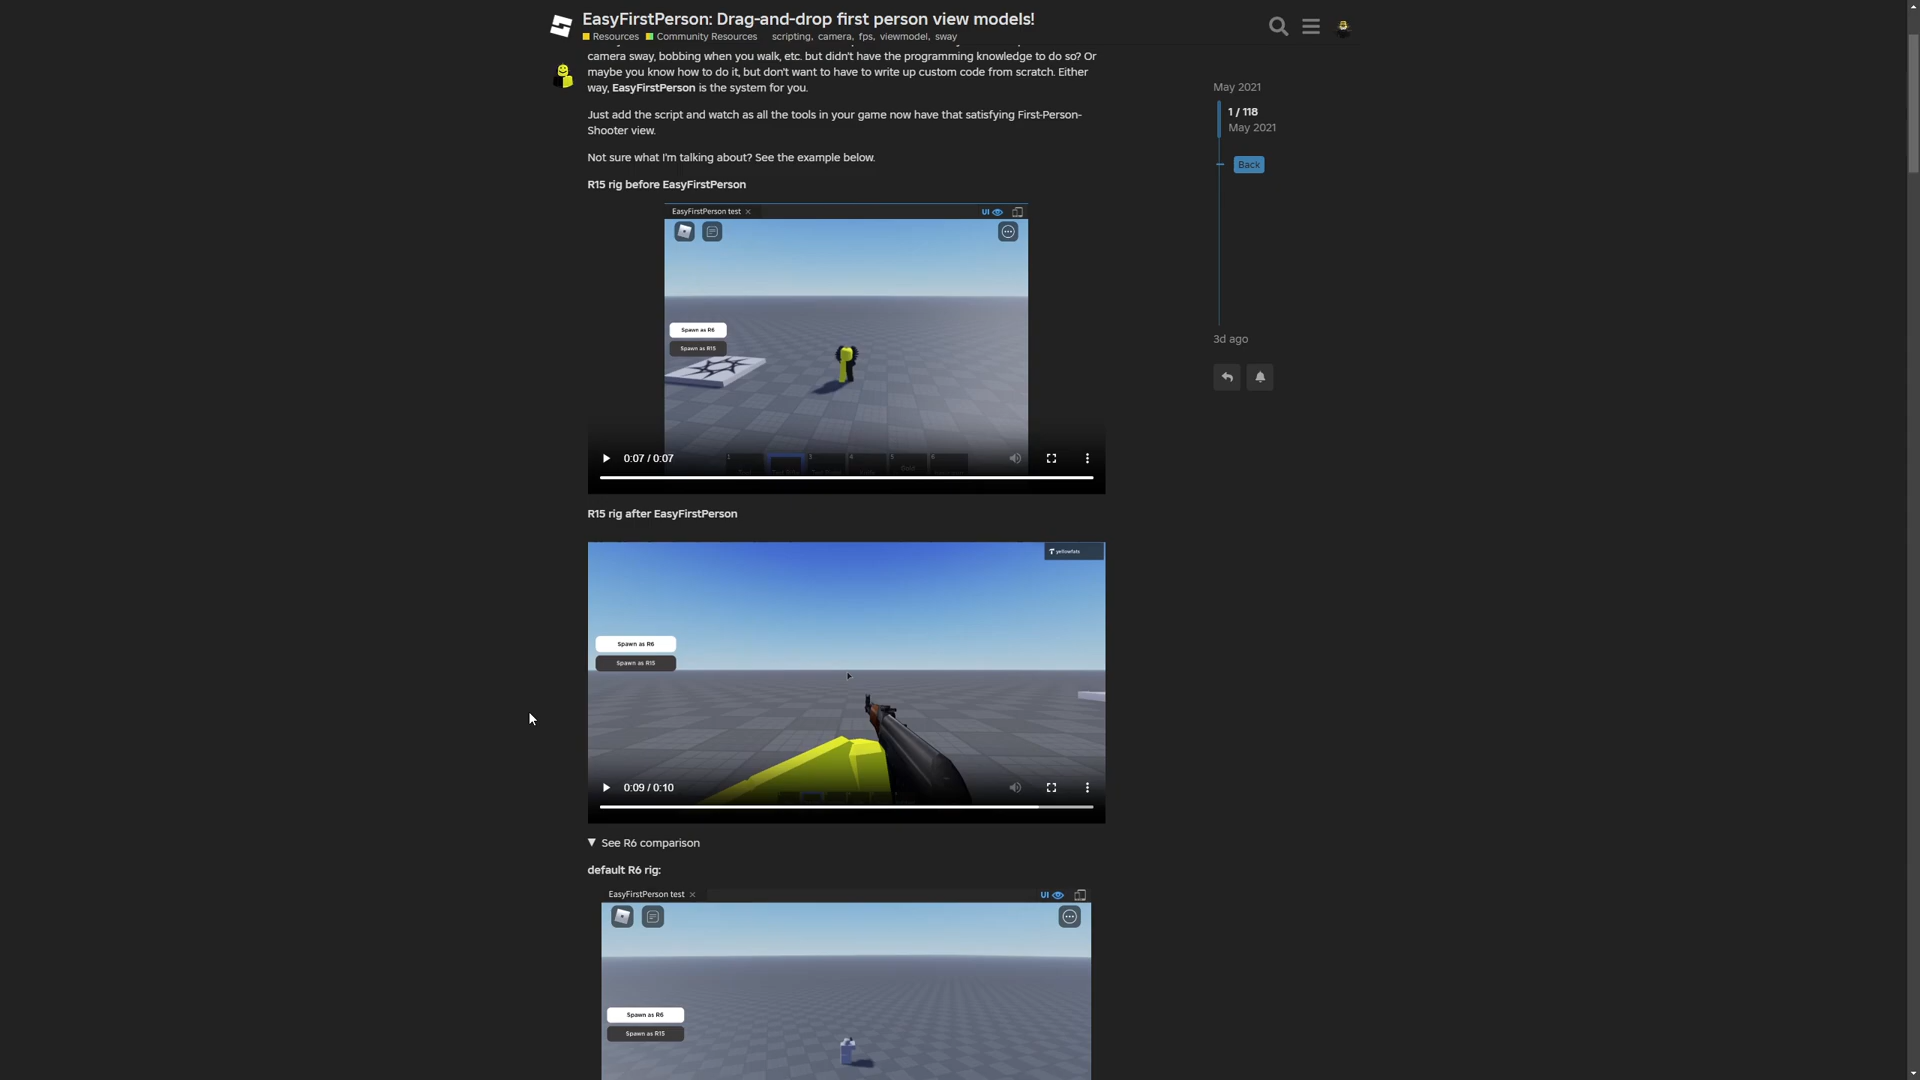 EasyFirstPerson: Drag-and-drop first person view models!
Resources Community Resources scripting, camera, fps, viewmodel, sway
camera sway, bobbing when you walk, etc. but didn't have the programming knowledge to do so? Or
maybe you know how to do it, but don't want to have to write up custom code from scratch. Either
way, EasyFirstPerson is the system for you.
Just add the script and watch as all the tools in your game now have that satisfying First-Person-
Shooter view.
Not sure what I'm talking about? See the example below.
R15 rig before EasyFirstPerson
EasyFirstPerson test
UI
Spawn as R6
Spawn as R15
0:07 / 0:07
R15 rig after EasyFirstPerson
yellowfats
Spawn as R6
Spawn as R15
0:09 / 0:10
See R6 comparison
default R6 rig:
EasyFirstPerson test
UI
Spawn as R6
Spawn as R15
May 2021
1 / 118
May 2021
Back
3d ago